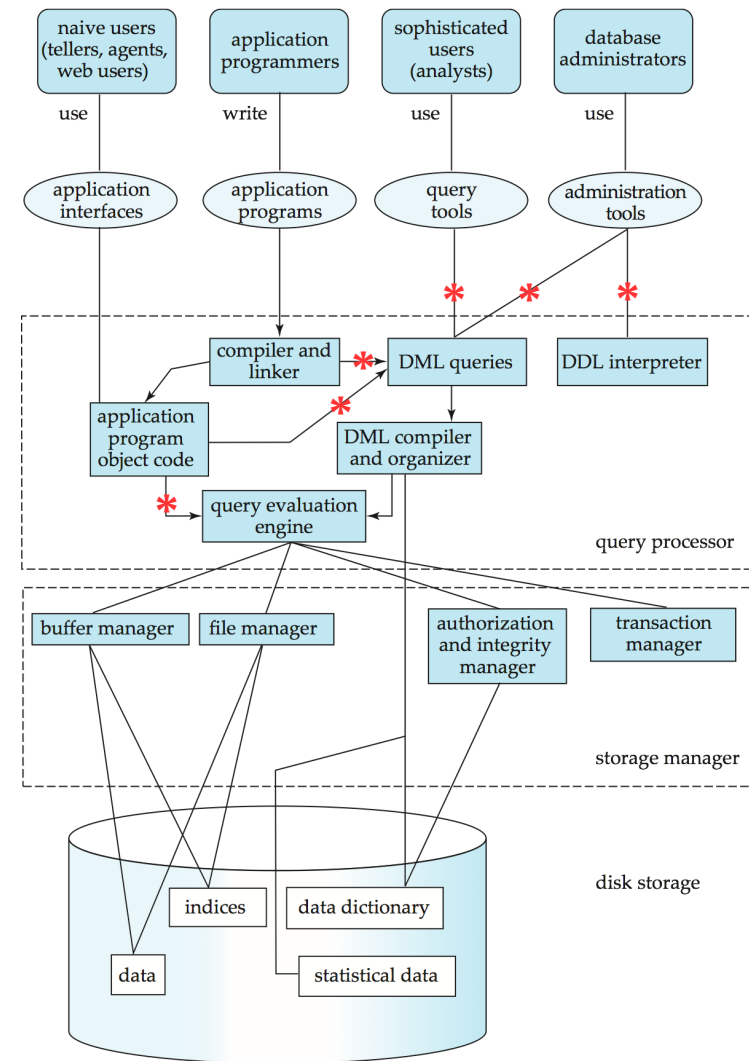 naive users
(tellers, agents,
web users)
application
programmers
sophisticated
users
(analysts)
database
administrators
use
write
use
use
application
interfaces
application
programs
query
tools
administration
tools
compiler and
linker
DML queries
DDL interpreter
application
program
object code
DML compiler
and organizer
query evaluation
engine
query processor
buffer manager
file manager
authorization
and integrity
manager
transaction
manager
storage manager
disk storage
indices
data dictionary
data
statistical data